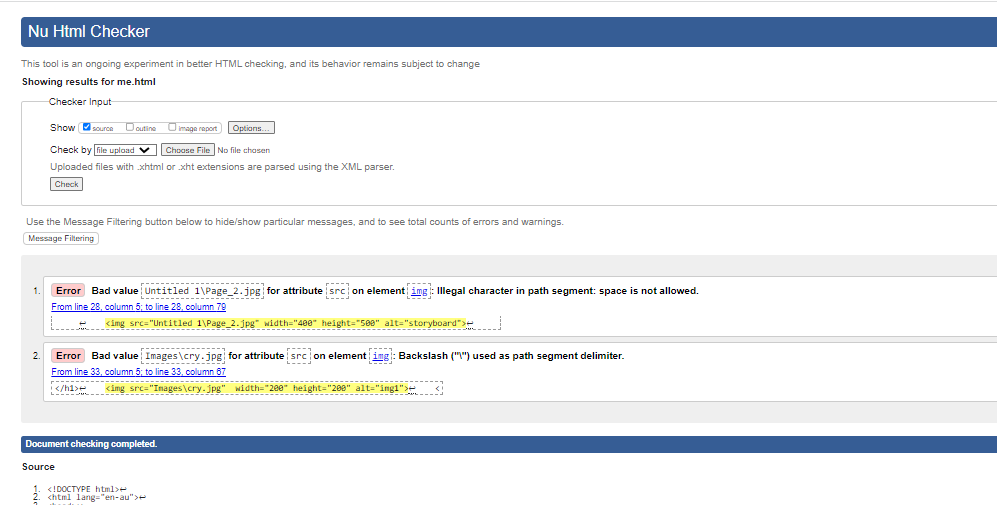 Nu Html Checker
This tool is an ongoing experiment in better HTML checking, and its behavior remains subject to change
Showing results for me.html
Checker Input
Show source outline image report Options...
Check by file upload Choose File No file chosen
Uploaded files with .xhtml or .xht extensions are parsed using the XML parser.
Check
Use the Message Filtering button below to hide/show particular messages, and to see total counts of errors and warnings.
Message Filtering
1. Error Bad value Untitled 1\Page_2.jpg for attribute src on element img: Illegal character in path segment: space is not allowed.
From line 28, column 5; to line 28, column 79
↩ <img src="Untitled 1\Page_2.jpg" width="400" height="500" alt="storyboard">↩
2. Error Bad value Images\cry.jpg for attribute src on element img: Backslash ("\") used as path segment delimiter.
From line 33, column 5; to line 33, column 67
</h1>↩ <img src="Images\cry.jpg"  width="200" height="200" alt="img1">↩ <
Document checking completed.
Source
1. <!DOCTYPE html>↩
2. <html lang="en-au">↩